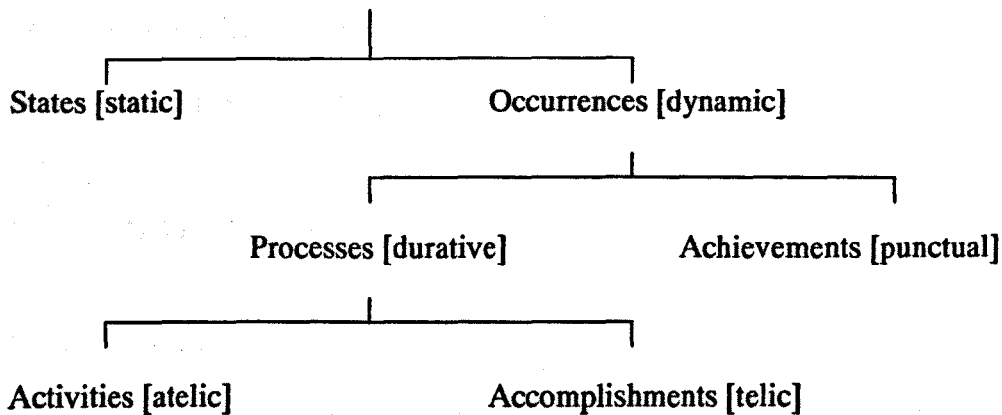 States [static] Occurrences [dynamic]
Processes [durative] Achievements [punctual]
Activities [atelic] Accomplishments [telic]